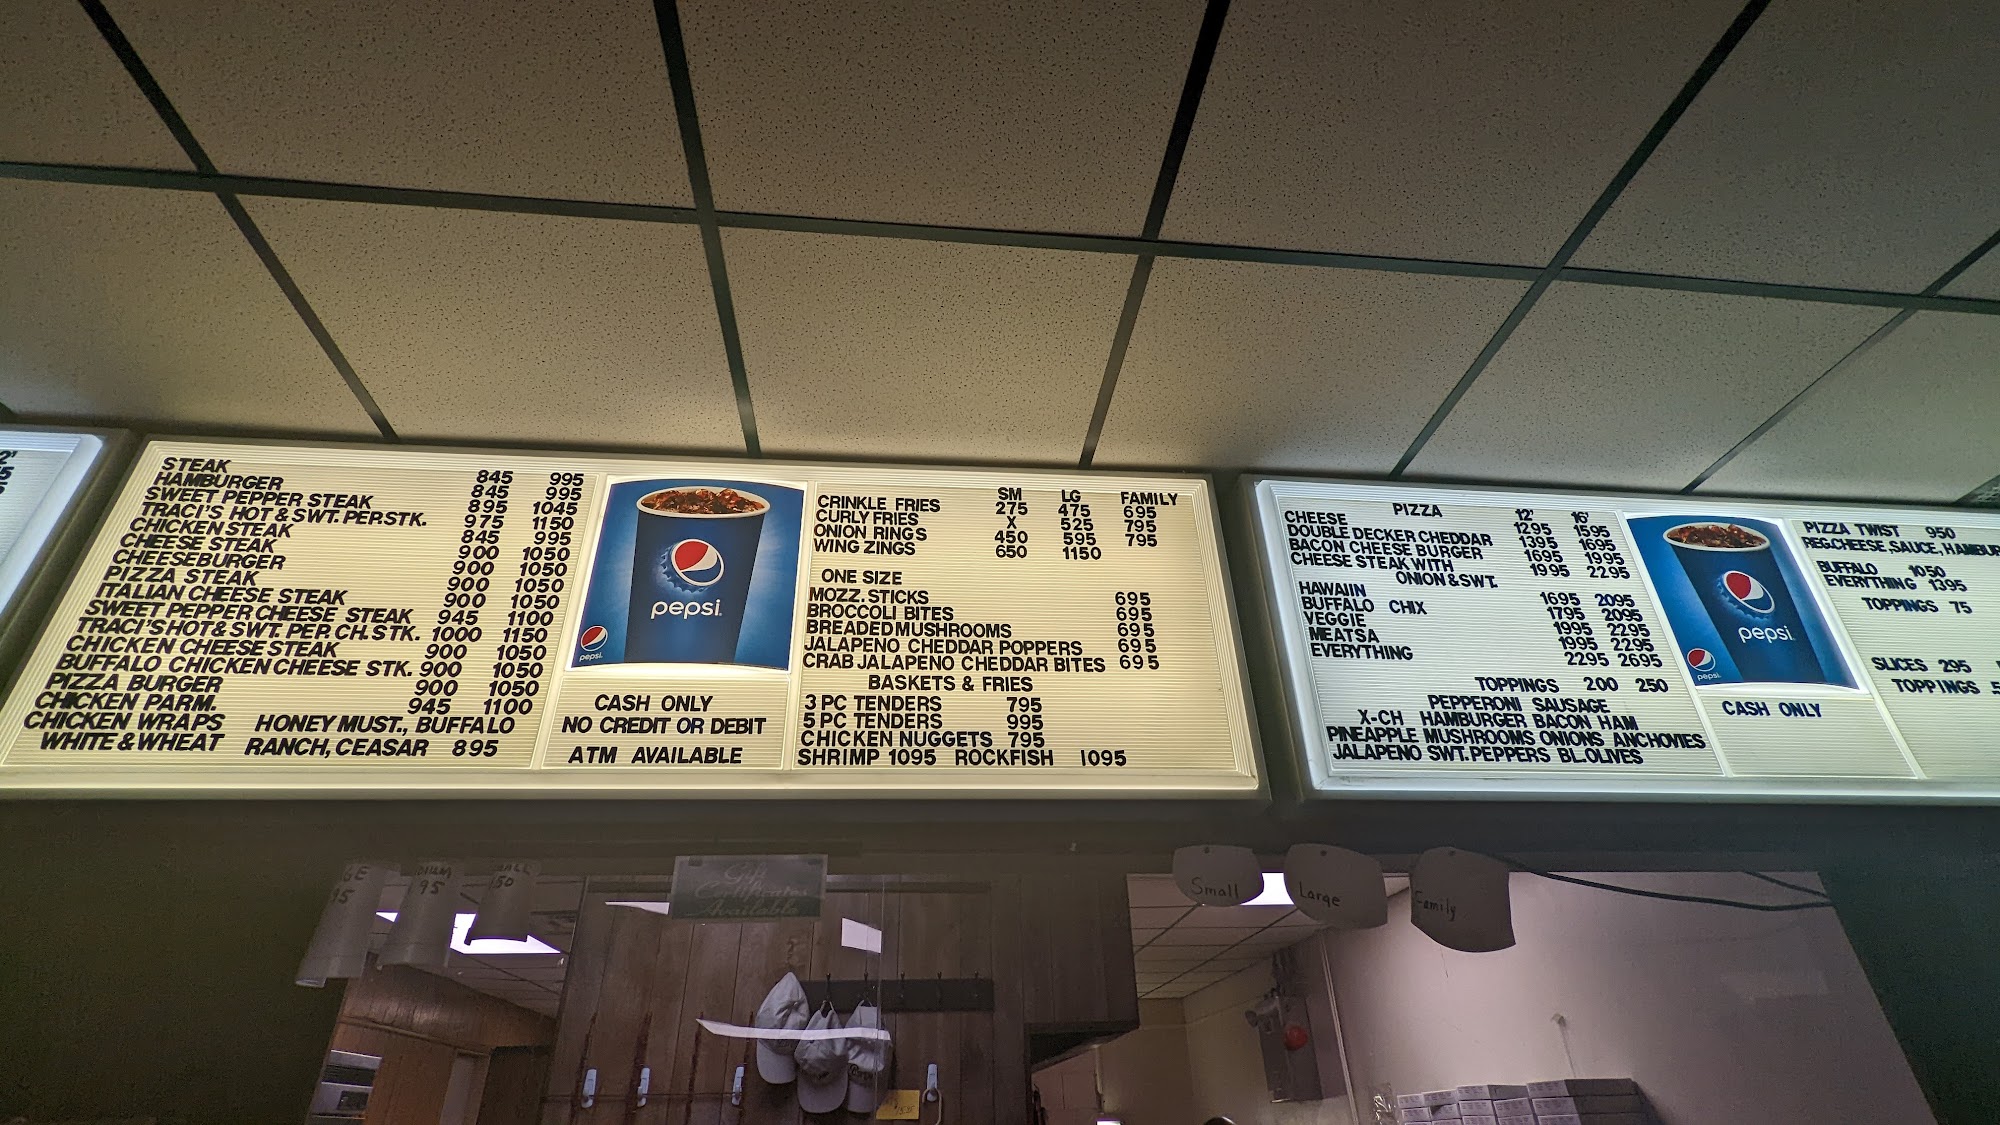 2'
STEAK 845 995
HAMBURGER 845 995
SWEET PEPPER STEAK 895 1045
TRACI'S HOT & SWT. PER.STK. 975 1150
CHICKEN STEAK 845 995
CHEESE STEAK 900 1050
CHEESEBURGER 900 1050
PIZZA STEAK 900 1050
ITALIAN CHEESE STEAK 900 1050
SWEET PEPPER CHEESE STEAK 945 1100
TRACI'S HOT & SWT. PER. CH. STK. 1000 1150
CHICKEN CHEESE STEAK 900 1050
BUFFALO CHICKEN CHEESE STK. 900 1050
PIZZA BURGER 900 1050
CHICKEN PARM. 945 1100
CHICKEN WRAPS HONEY MUST., BUFFALO
WHITE & WHEAT RANCH, CEASAR 895
pepsi
pepsi
CASH ONLY
NO CREDIT OR DEBIT
ATM AVAILABLE
SM LG FAMILY
CRINKLE FRIES 275 475 695
CURLY FRIES X 525 795
ONION RINGS 450 595 795
WING ZINGS 650 1150
ONE SIZE
MOZZ. STICKS 695
BROCCOLI BITES 695
BREADED MUSHROOMS 695
JALAPENO CHEDDAR POPPERS 695
CRAB JALAPENO CHEDDAR BITES 695
BASKETS & FRIES
3 PC TENDERS 795
5 PC TENDERS 995
CHICKEN NUGGETS 795
SHRIMP 1095 ROCKFISH 1095
PIZZA 12' 16'
CHEESE 1295 1595
DOUBLE DECKER CHEDDAR 1395 1695
BACON CHEESE BURGER 1695 1995
CHEESE STEAK WITH 1995 2295
ONION & SWT.
HAWAIIN 1695 2095
BUFFALO CHIX 1795 2095
VEGGIE 1995 2295
MEATSA 1995 2295
EVERYTHING 2295 2695
TOPPINGS 200 250
PEPPERONI SAUSAGE
X-CH HAMBURGER BACON HAM
PINEAPPLE MUSHROOMS ONIONS ANCHOVIES
JALAPENO SWT. PEPPERS BL.OLIVES
pepsi
pepsi
CASH ONLY
PIZZA TWIST 950
REG.CHEESE, SAUCE, HAMBUR
BUFFALO 1050
EVERYTHING 1395
TOPPINGS 75
SLICES 295
TOPPINGS
Gift
Certificates
Available
Small
Large
Family